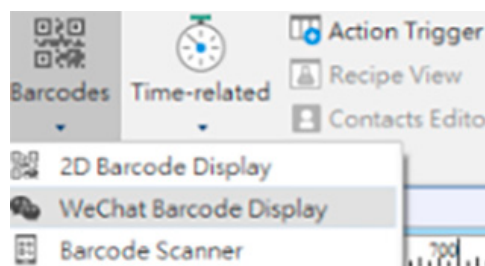 Action Trigger
Recipe View
Barcodes
Time-related
Contacts Edito
2D Barcode Display
WeChat Barcode Display
Barcode Scanner
700